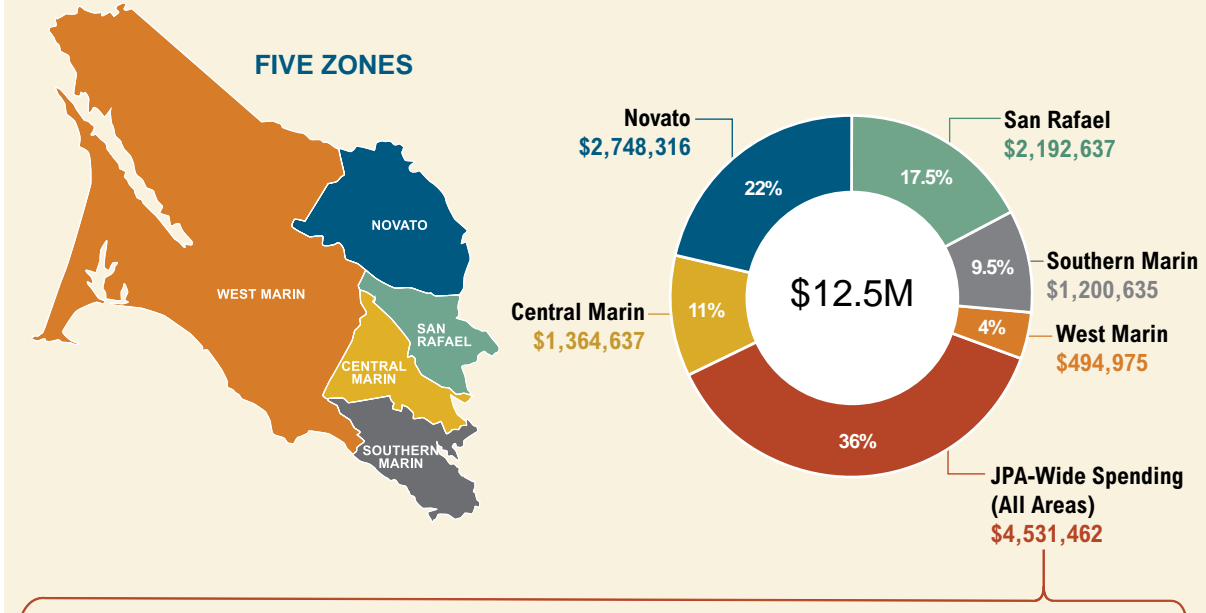 FIVE ZONES
NOVATO
WEST MARIN
SAN
RAFAEL
CENTRAL
MARIN
SOUTHERN
MARIN
Novato
$2,748,316
San Rafael
$2,192,637
22%
17.5%
9.5%
Southern Marin
$1,200,635
$12.5M
Central Marin
$1,364,637
11%
4%
West Marin
$494,975
36%
JPA-Wide Spending
(All Areas)
$4,531,462